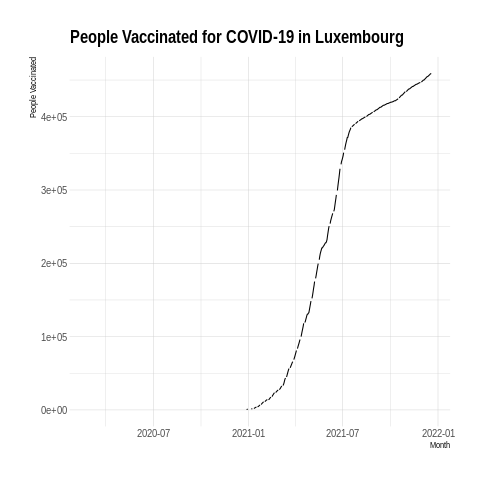 People Vaccinated for COVID-19 in Luxembourg
People Vaccinated
4e+05
3e+05
2e+05
1e+05
0e+00
2020-07 2021-01 2021-07 2022-01
Month